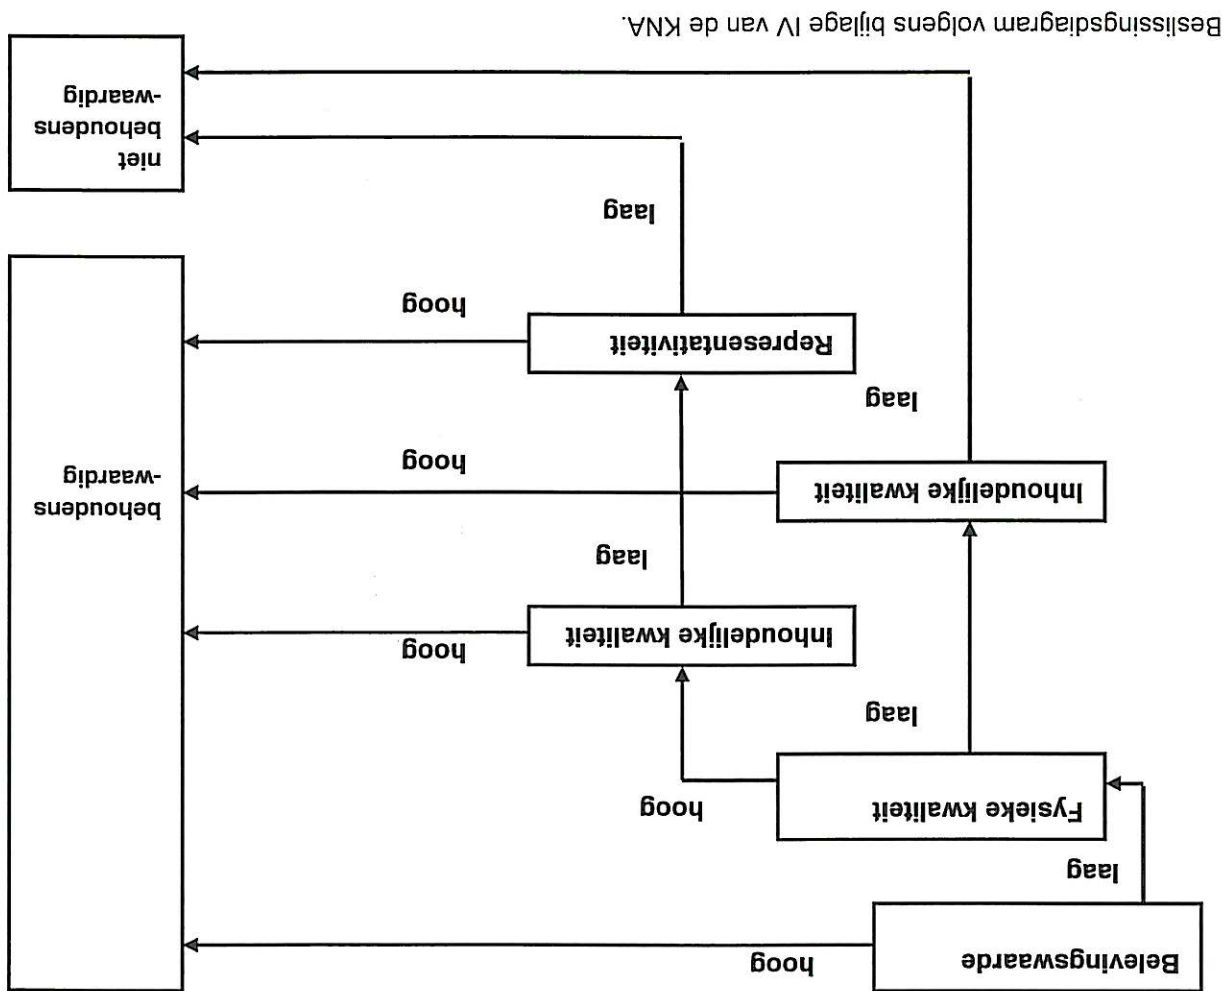 Belevingswaarde
hoog
laag
Fysieke kwaliteit
hoog
laag
Inhoudelijke kwaliteit
hoog
laag
Inhoudelijke kwaliteit
hoog
laag
Representativiteit
hoog
laag
behoudens
-waardig
niet
behoudens
-waardig
Beslissingsdiagram volgens bijlage IV van de KNA.